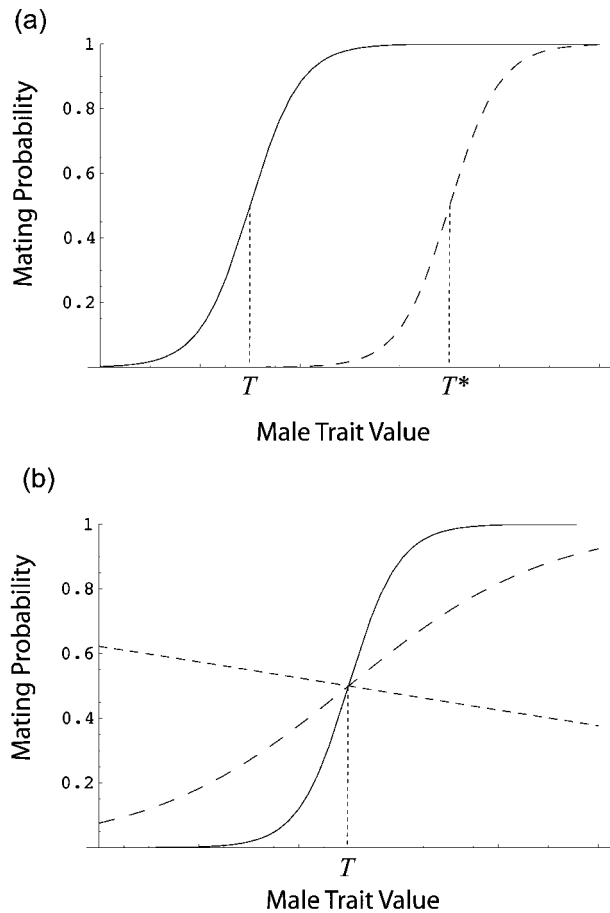 (a)
Mating Probability
1
0.8
0.6
0.4
0.2
T
T*
Male Trait Value
(b)
Mating Probability
1
0.8
0.6
0.4
0.2
T
Male Trait Value